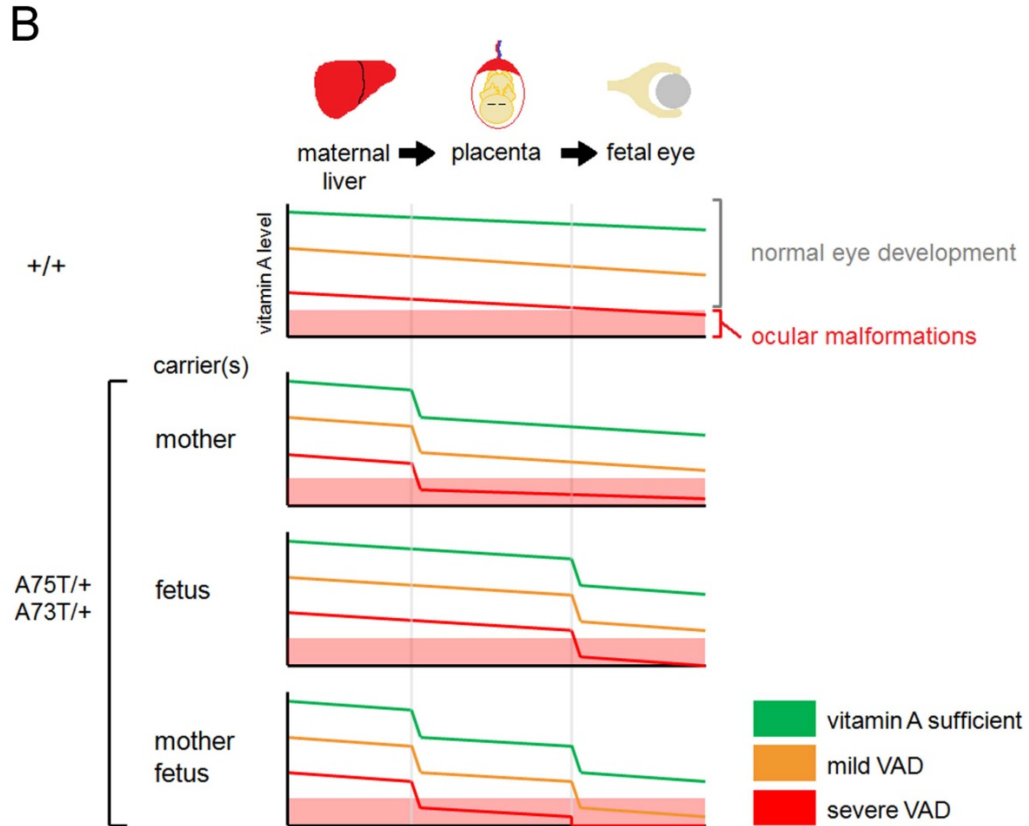 B
maternal
liver
placenta
fetal eye
vitamin A level
+/+
normal eye development
ocular malformations
carrier(s)
mother
A75T/+
A73T/+
fetus
mother
fetus
vitamin A sufficient
mild VAD
severe VAD